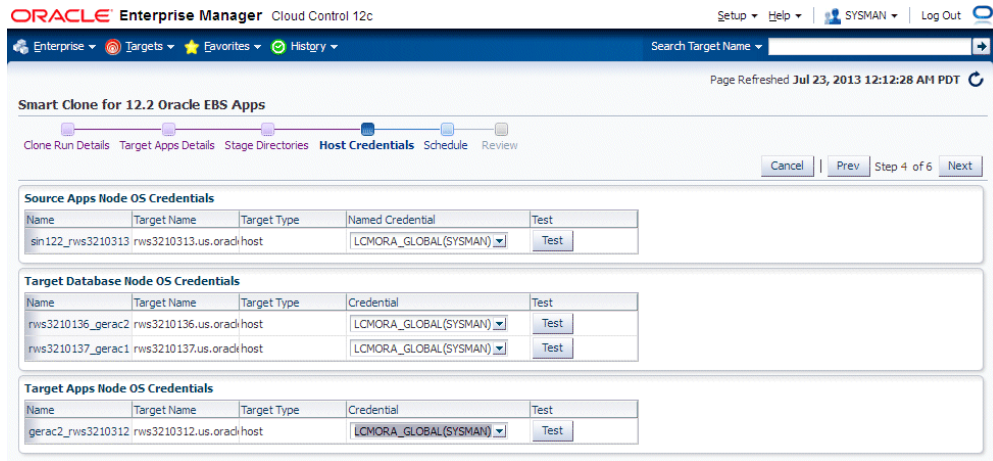 ORACLE Enterprise Manager Cloud Control 12c
Setup Help SYSMAN Log Out
Enterprise Targets Favorites History Search Target Name
Page Refreshed Jul 23, 2013 12:12:28 AM PDT
Smart Clone for 12.2 Oracle EBS Apps
Clone Run Details Target Apps Details Stage Directories Host Credentials Schedule Review
Cancel | Prev Step 4 of 6 Next
Source Apps Node OS Credentials
Name Target Name Target Type Named Credential Test
sin122_rws3210313 rws3210313.us.oracl host LCMORA_GLOBAL(SYSMAN) Test
Target Database Node OS Credentials
Name Target Name Target Type Credential Test
rws3210136_gerac2 rws3210136.us.oracl host LCMORA_GLOBAL(SYSMAN) Test
rws3210137_gerac1 rws3210137.us.oracl host LCMORA_GLOBAL(SYSMAN) Test
Target Apps Node OS Credentials
Name Target Name Target Type Credential Test
gerac2_rws3210312 rws3210312.us.oracl host LCMORA_GLOBAL(SYSMAN) Test